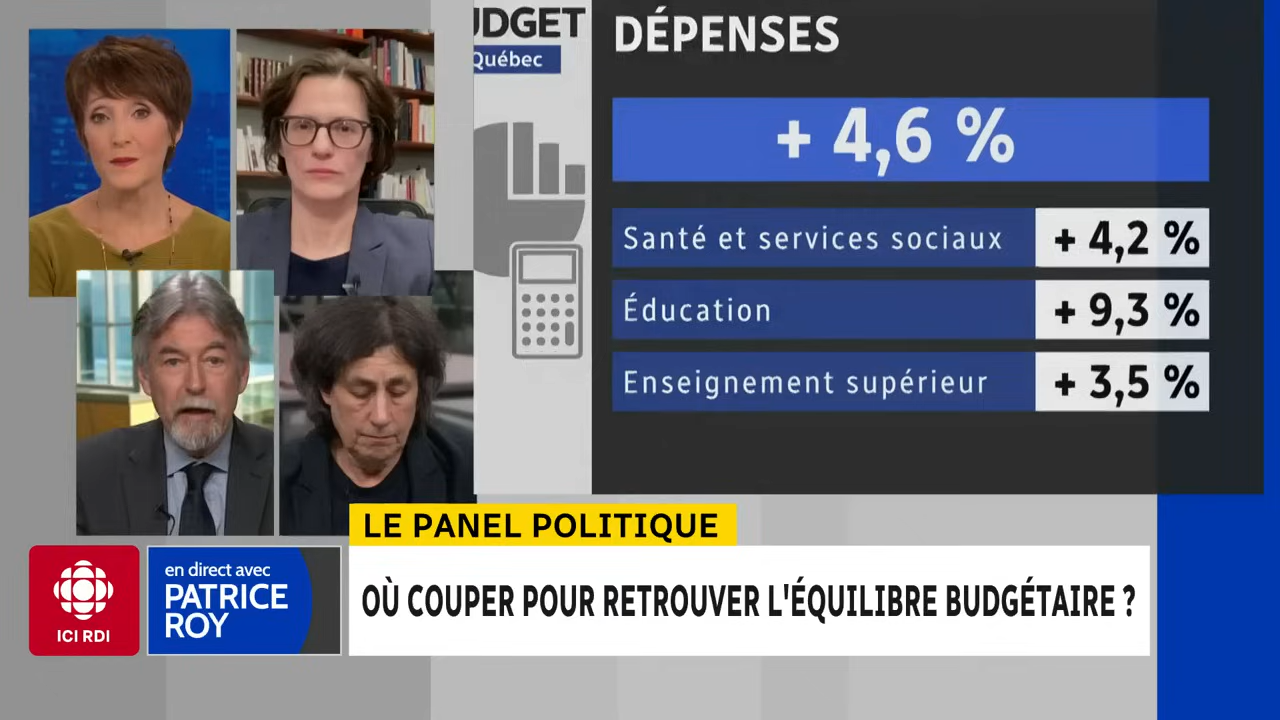 UDGET
Québec
DÉPENSES
+ 4,6 %
Santé et services sociaux + 4,2 %
Éducation + 9,3 %
Enseignement supérieur + 3,5 %
LE PANEL POLITIQUE
OÙ COUPER POUR RETROUVER L'ÉQUILIBRE BUDGÉTAIRE ?
ICI RDI
en direct avec
PATRICE
ROY